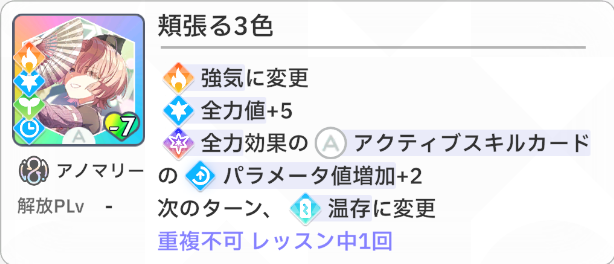 頬張る3色
強気に変更
全力値+5
全力効果の A アクティブスキルカード
の パラメータ値増加+2
次のターン、 温存に変更
重複不可 レッスン中1回
A
-7
アノマリー
解放PLv -